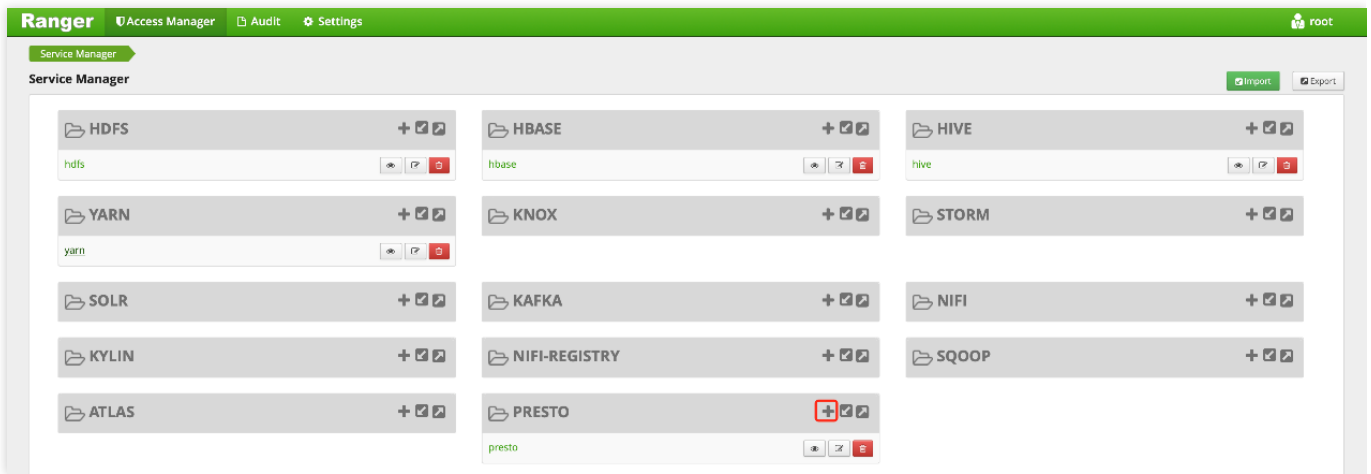 Ranger Access Manager Audit Settings root
Service Manager
Service Manager Import Export
HDFS HBASE HIVE
hdfs hbase hive
YARN KNOX STORM
yarn
SOLR KAFKA NIFI
KYLIN NIFI-REGISTRY SQOOP
ATLAS PRESTO
presto